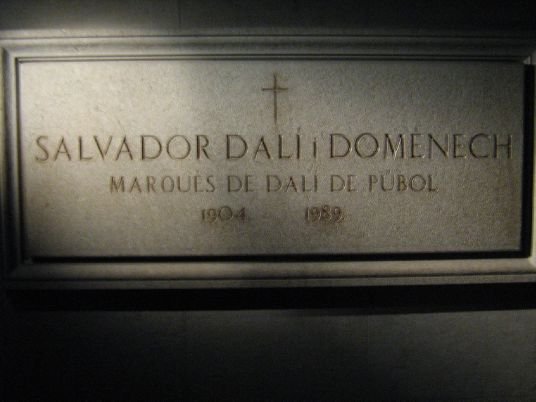 SALVADOR DALÍ i DOMÈNECH
MARQUÉS DE DALÍ DE PÚBOL
1904 1989